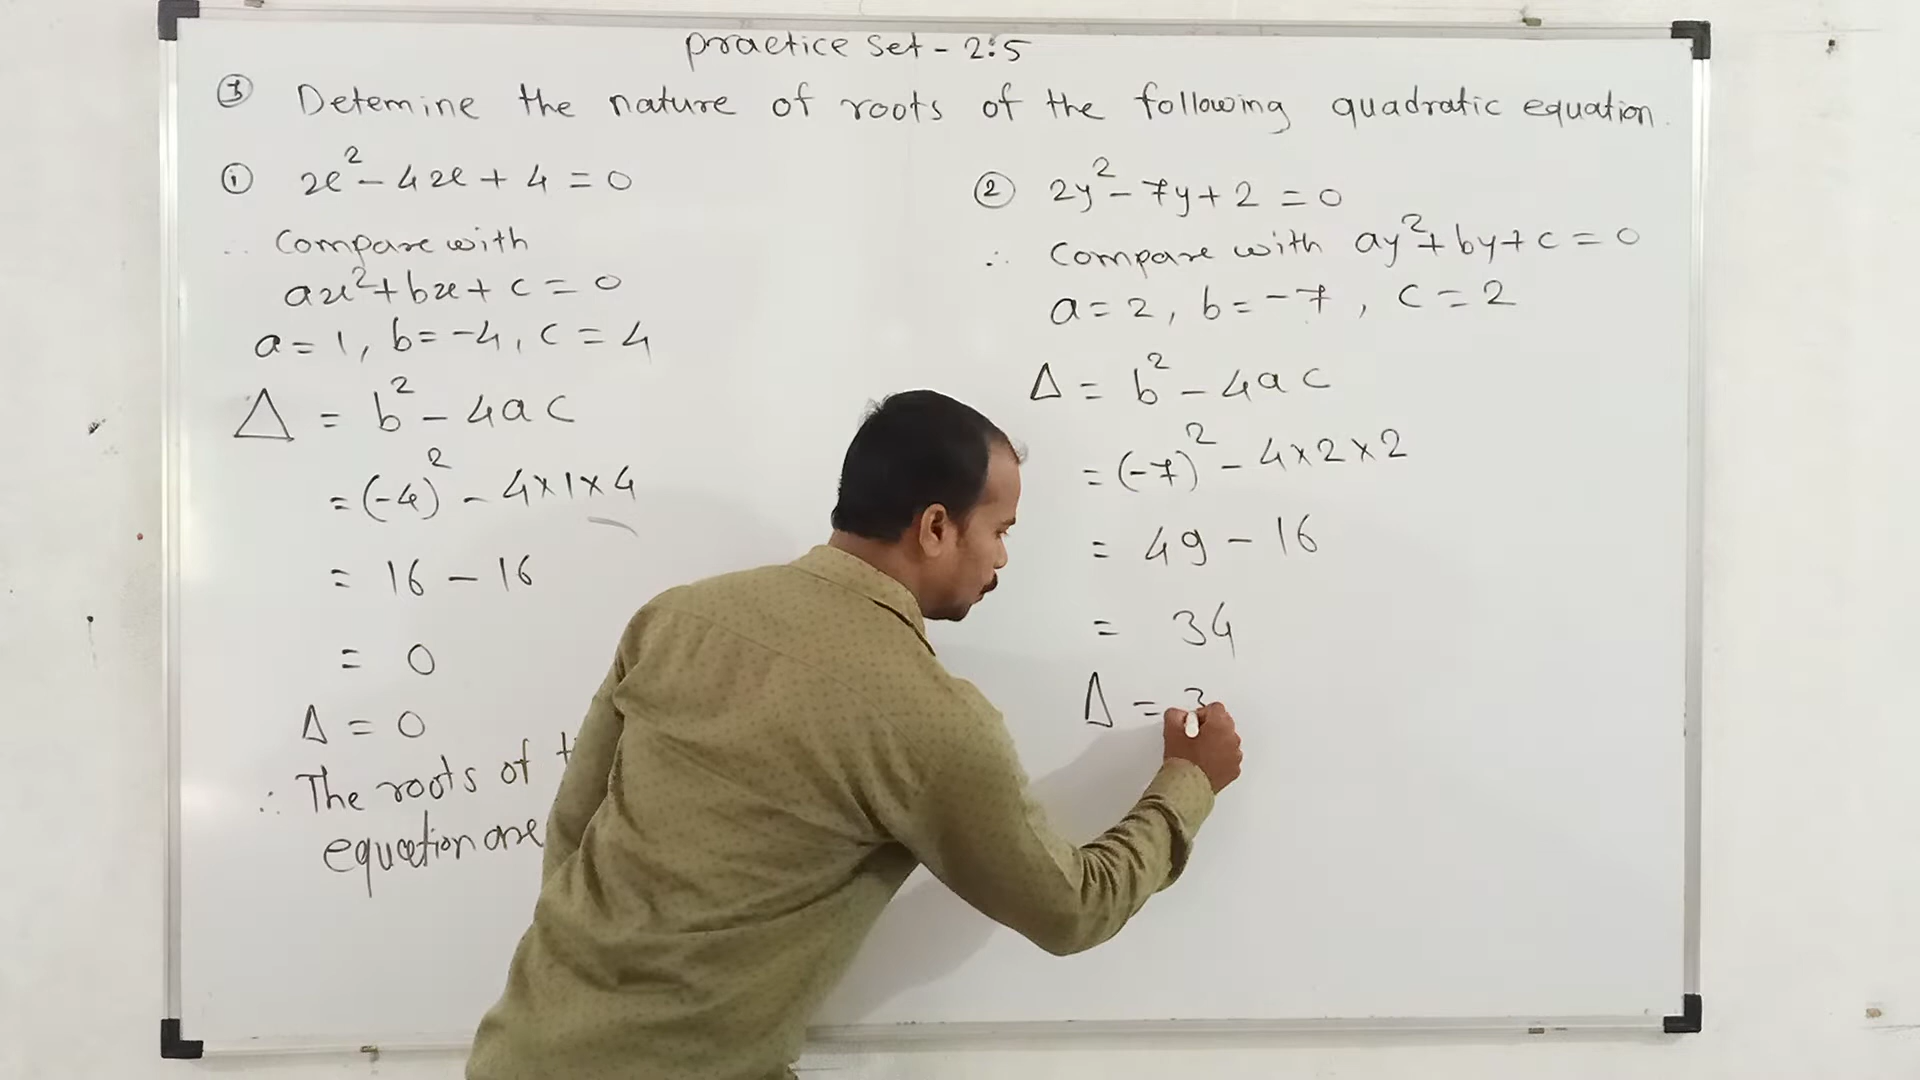 practice set - 2:5
③ Detemine the nature of roots of the following quadratic equation.
① x² - 4x + 4 = 0
∴ Compare with
ax² + bx + c = 0
a = 1, b = -4, c = 4
Δ = b² - 4ac
= (-4)² - 4×1×4
= 16 - 16
= 0
Δ = 0
∴ The roots of
equation are
② 2y² - 7y + 2 = 0
∴ Compare with ay² + by + c = 0
a = 2, b = -7, c = 2
Δ = b² - 4ac
= (-7)² - 4×2×2
= 49 - 16
= 34
Δ = 3